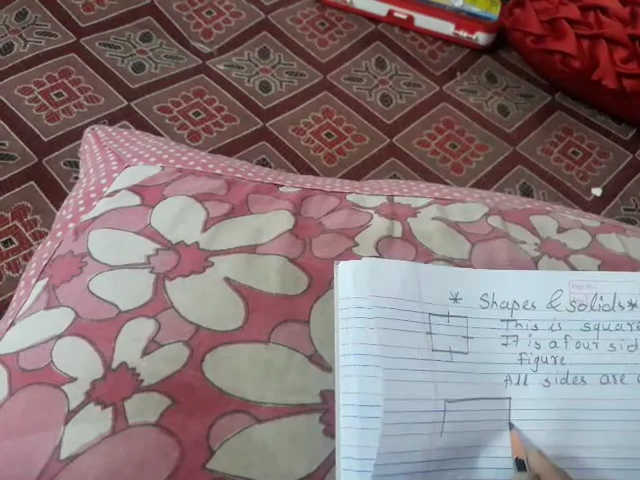 * Shapes & solids *
This is square
It is a four sid
figure
All sides are